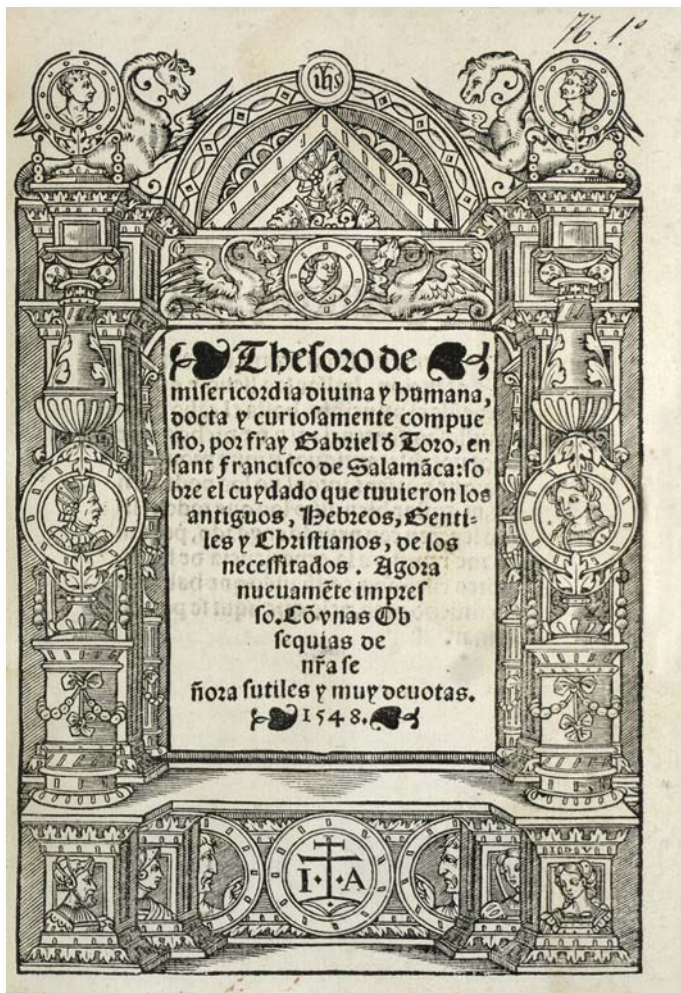 76. 1º
ihs
Thesoro de
misericordia diuina y humana,
docta y curiosamente compue
sto, por fray Gabriel đ Toro, en
sant Francisco de Salamãca: so
bre el cuydado que tuuieron los
antiguos, Hebreos, Genti-
les y Christianos, de los
necessitados. Agora
nueuamẽte impres
so. Cõ vnas Ob
sequias de
nr̃a se
ñora sutiles y muy deuotas.
1548.
I A